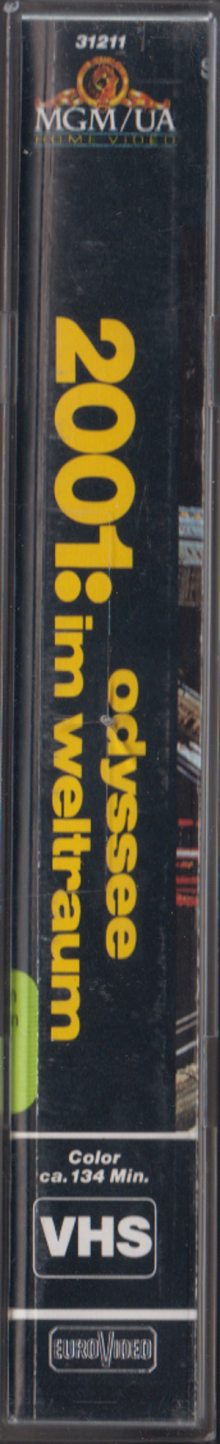 31211
MGM/UA
HOME VIDEO
2001: odyssee
im weltraum
Color
ca. 134 Min.
VHS
EUROVIDEO